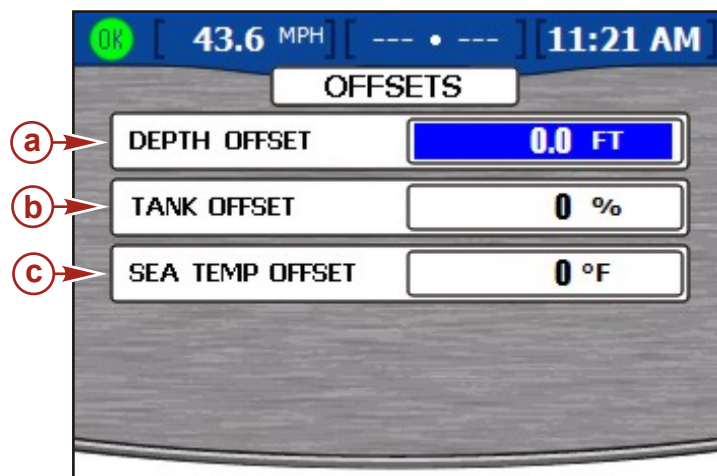 OK [ 43.6 MPH ] [ --- • --- ] [ 11:21 AM ]
OFFSETS
a DEPTH OFFSET 0.0 FT
b TANK OFFSET 0 %
c SEA TEMP OFFSET 0 °F